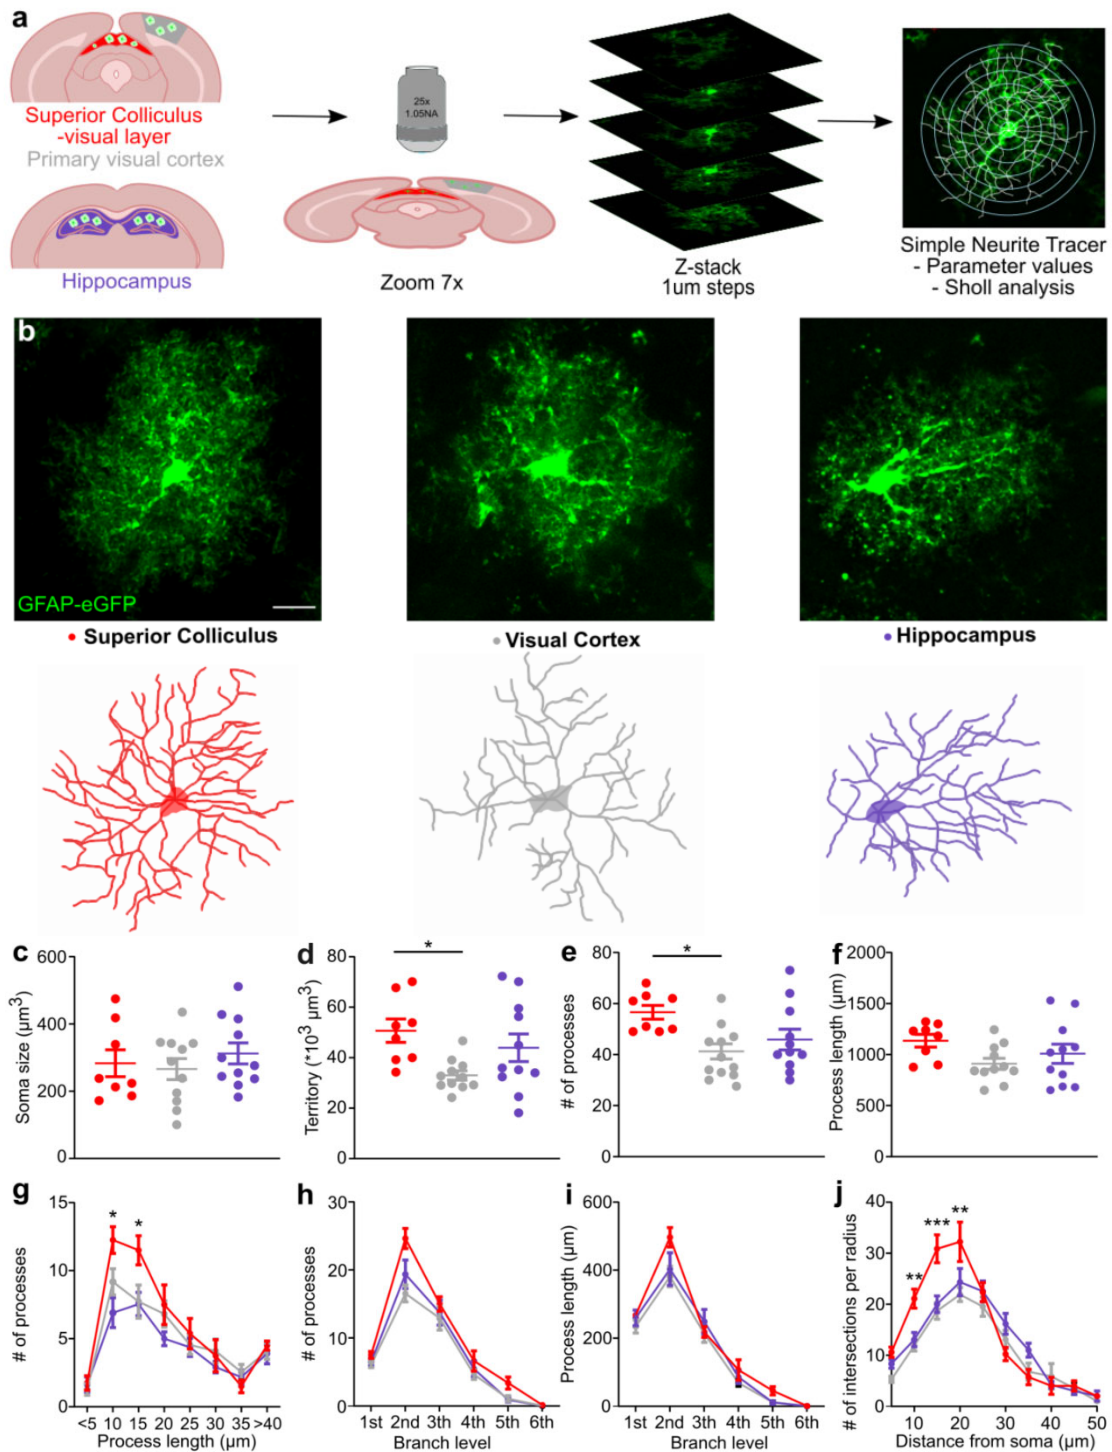 a
Superior Colliculus
-visual layer
Primary visual cortex
Hippocampus
25x
1.05NA
Zoom 7x
Z-stack
1um steps
Simple Neurite Tracer
- Parameter values
- Sholl analysis
b
GFAP-eGFP
• Superior Colliculus
• Visual Cortex
• Hippocampus
c
Soma size (µm³)
600
400
200
0
d
*
Territory (*10³ µm³)
80
60
40
20
0
e
*
# of processes
80
60
40
20
0
f
Process length (µm)
2000
1500
1000
500
0
g
# of processes
15
10
5
0
* *
<5 10 15 20 25 30 35 >40
Process length (µm)
h
# of processes
30
20
10
0
1st 2nd 3th 4th 5th 6th
Branch level
i
Process length (µm)
600
400
200
0
1st 2nd 3th 4th 5th 6th
Branch level
j
# of intersections per radius
40
30
20
10
0
** *** **
10 20 30 40 50
Distance from soma (µm)